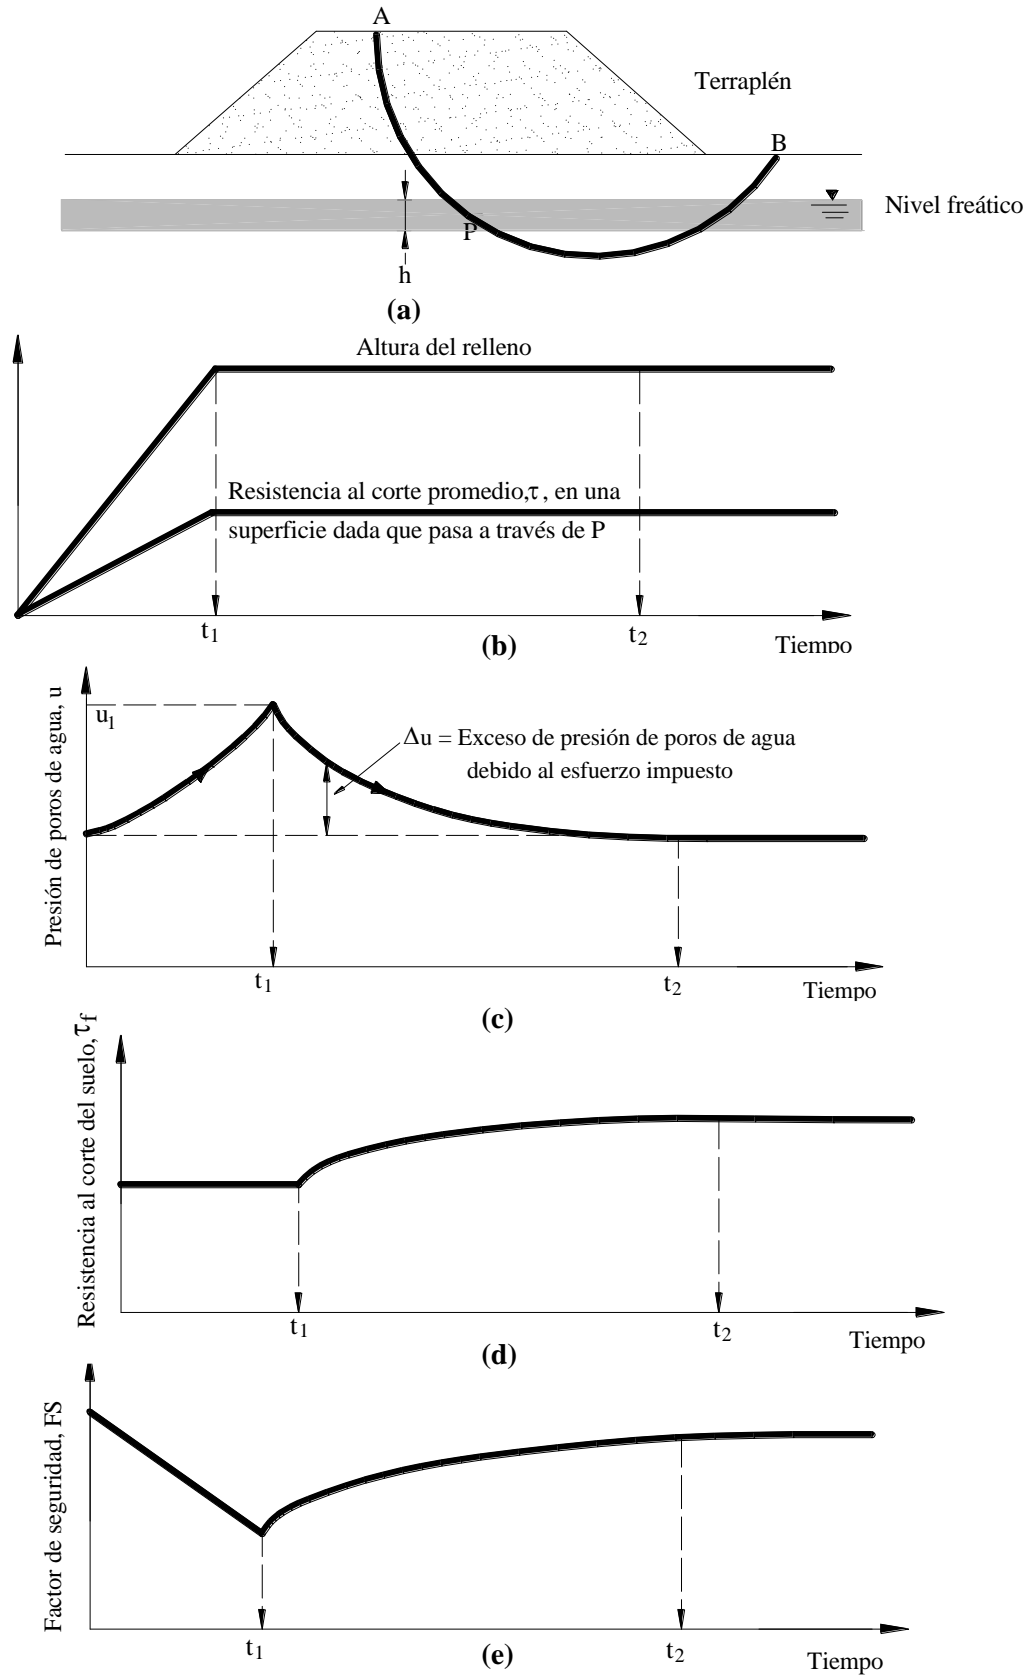 A
Terraplén
B
Nivel freático
P
h
(a)
Altura del relleno
Resistencia al corte promedio,τ, en una
superficie dada que pasa a través de P
t1
t2
(b)
Tiempo
Presión de poros de agua, u
u1
Δu = Exceso de presión de poros de agua
debido al esfuerzo impuesto
t1
t2
Tiempo
(c)
Resistencia al corte del suelo, τf
t1
t2
Tiempo
(d)
Factor de seguridad, FS
t1
t2
Tiempo
(e)